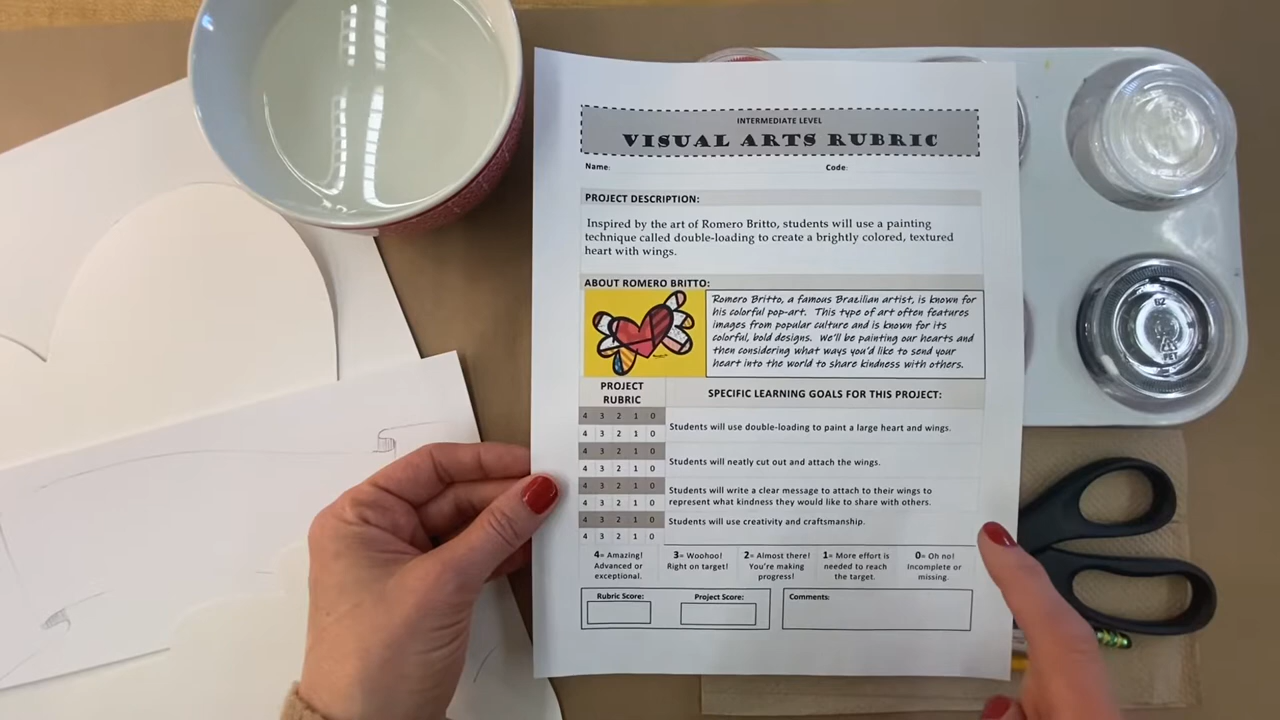 INTERMEDIATE LEVEL
VISUAL ARTS RUBRIC
Name: Code:
PROJECT DESCRIPTION:
Inspired by the art of Romero Britto, students will use a painting
technique called double-loading to create a brightly colored, textured
heart with wings.
ABOUT ROMERO BRITTO:
Romero Britto, a famous Brazilian artist, is known for
his colorful pop-art. This type of art often features
images from popular culture and is known for its
colorful, bold designs. We'll be painting our hearts and
then considering what ways you'd like to send your
heart into the world to share kindness with others.
PROJECT
RUBRIC
SPECIFIC LEARNING GOALS FOR THIS PROJECT:
4 3 2 1 0
4 3 2 1 0
Students will use double-loading to paint a large heart and wings.
4 3 2 1 0
4 3 2 1 0
Students will neatly cut out and attach the wings.
4 3 2 1 0
4 3 2 1 0
Students will write a clear message to attach to their wings to
represent what kindness they would like to share with others.
4 3 2 1 0
4 3 2 1 0
Students will use creativity and craftsmanship.
4= Amazing!
Advanced or
exceptional.
3= Woohoo!
Right on target!
2= Almost there!
You're making
progress!
1= More effort is
needed to reach
the target.
0= Oh no!
Incomplete or
missing.
Rubric Score: Project Score: Comments: